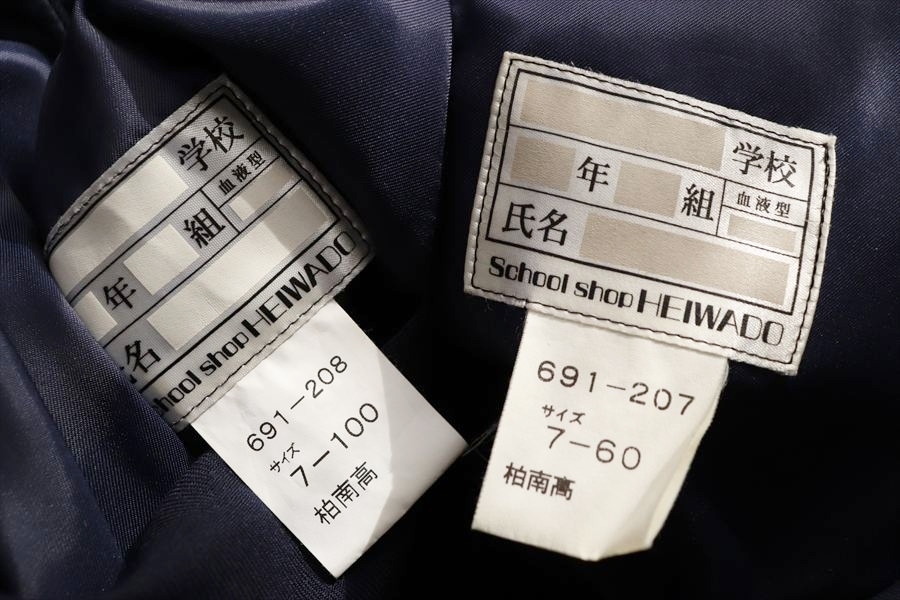 学校
年 組 血液型
氏名
School shop HEIWADO
691-208
サイズ
7-100
柏南高
学校
年 組 血液型
氏名
School shop HEIWADO
691-207
サイズ
7-60
柏南高